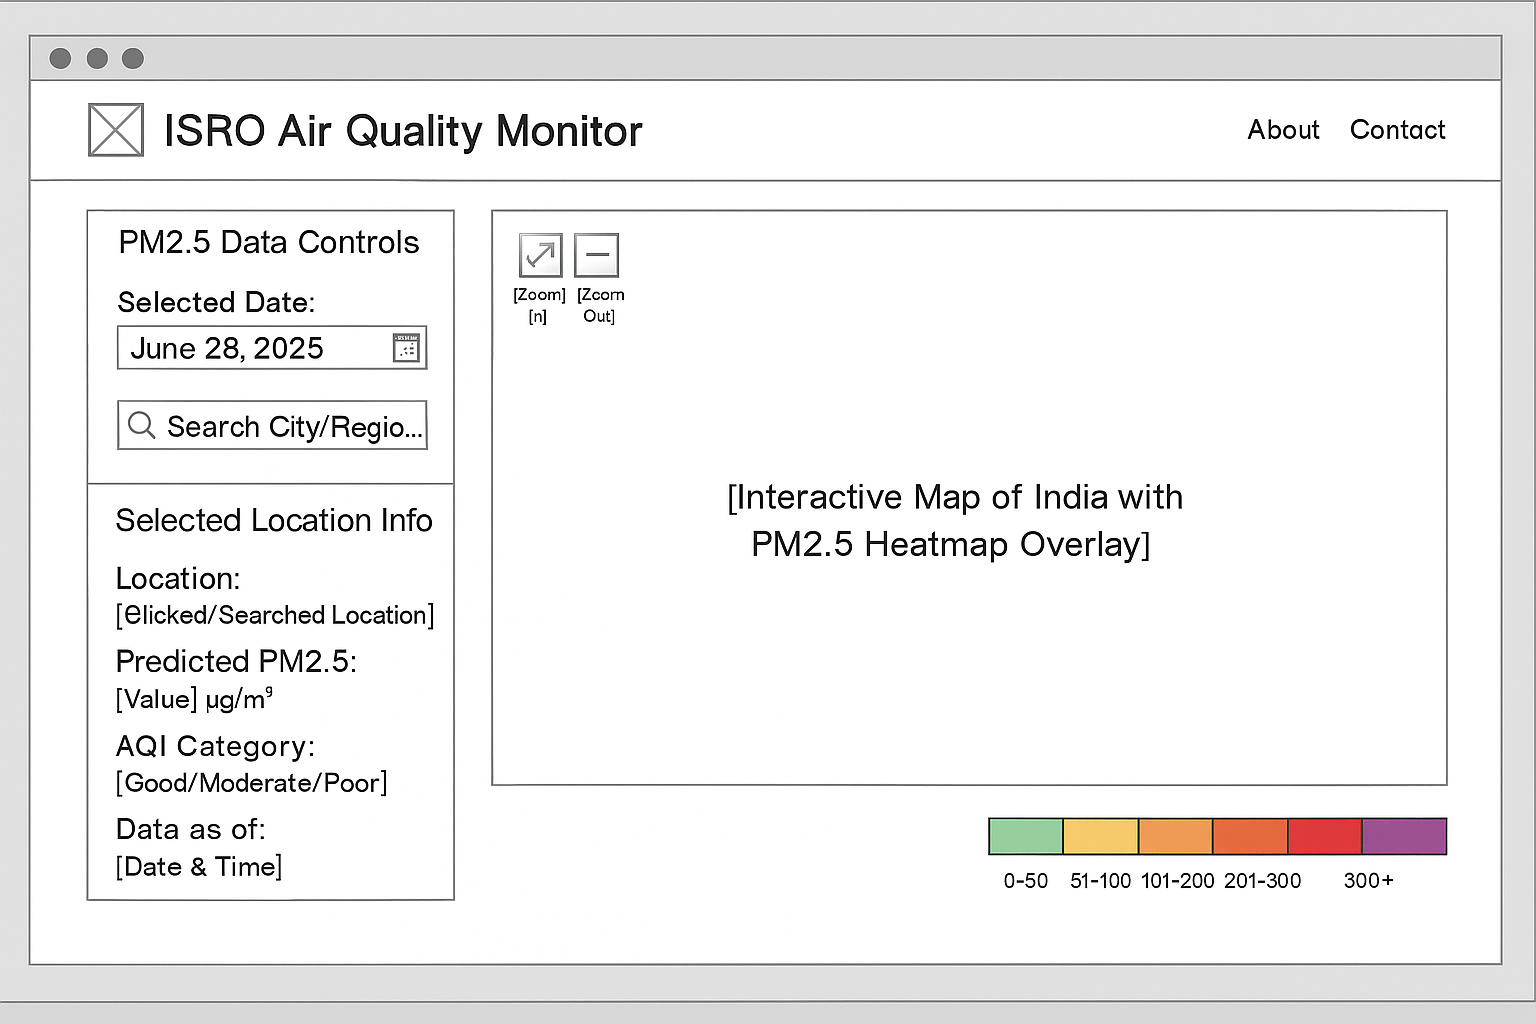 ISRO Air Quality Monitor
About
Contact
PM2.5 Data Controls
Selected Date:
June 28, 2025
Search City/Regio...
Selected Location Info
Location:
[elicked/Searched Location]
Predicted PM2.5:
[Value] µg/m⁹
AQI Category:
[Good/Moderate/Poor]
Data as of:
[Date & Time]
[Zoom]
[n]
[Zcorn
Out]
[Interactive Map of India with
PM2.5 Heatmap Overlay]
0-50 51-100 101-200 201-300 300+